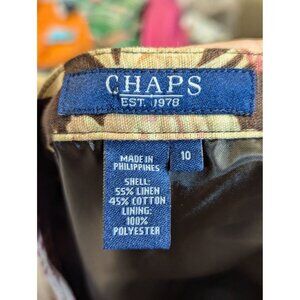 CHAPS
EST. 1978
MADE IN
PHILIPPINES
10
SHELL:
55% LINEN
45% COTTON
LINING:
100%
POLYESTER